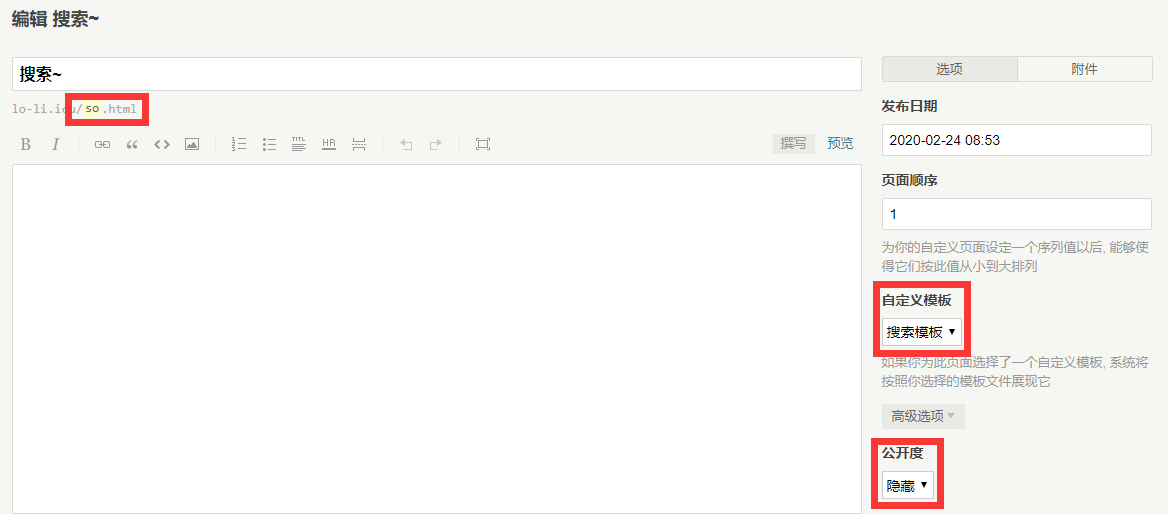 编辑 搜索~
搜索~
lo-li.icu/so.html
B I TITLE HR 撰写 预览
选项 附件
发布日期
2020-02-24 08:53
页面顺序
1
为你的自定义页面设定一个序列值以后, 能够使
得它们按此值从小到大排列
自定义模板
搜索模板
如果你为此页面选择了一个自定义模板, 系统将
按照你选择的模板文件展现它
高级选项
公开度
隐藏